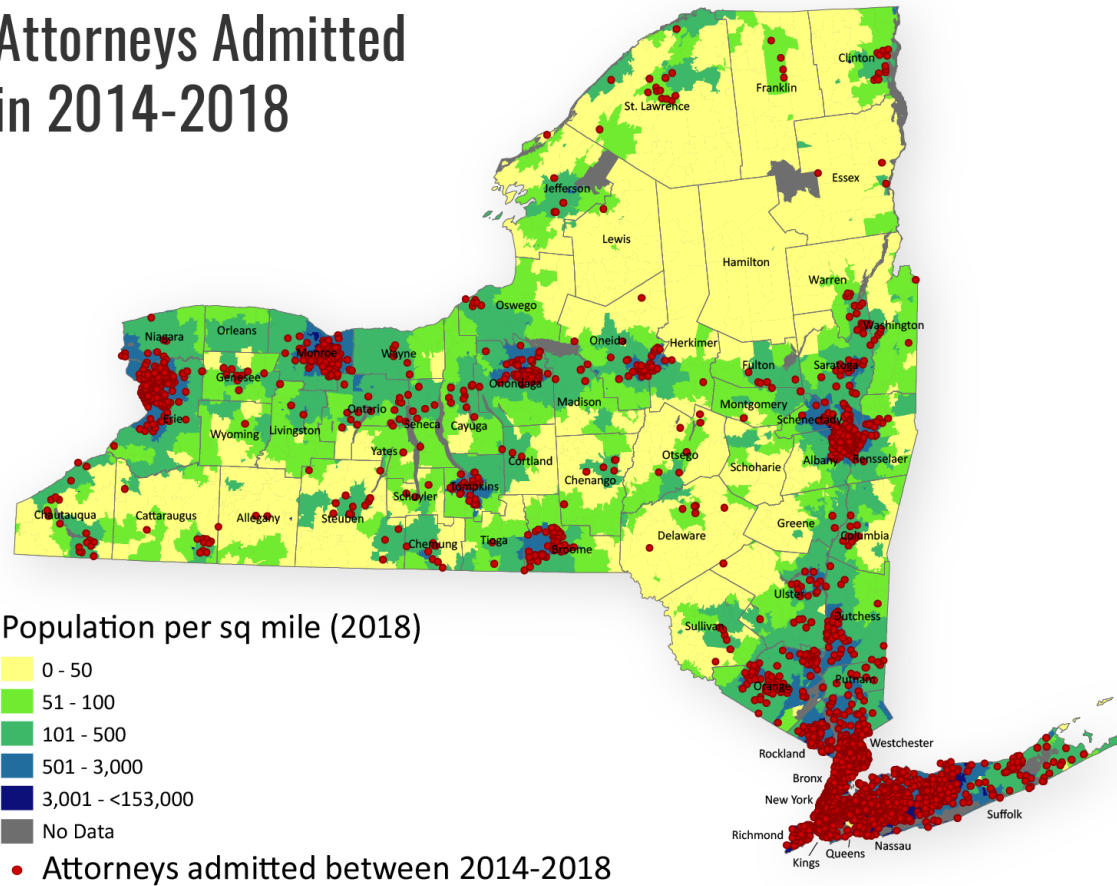 Attorneys Admitted
in 2014-2018
Clinton
Franklin
St. Lawrence
Essex
Jefferson
Lewis
Hamilton
Warren
Oswego
Washington
Niagara
Orleans
Monroe
Wayne
Oneida
Herkimer
Fulton
Saratoga
Genesee
Onondaga
Madison
Montgomery
Erie
Ontario
Seneca
Cayuga
Schenectady
Wyoming
Livingston
Yates
Cortland
Otsego
Schoharie
Albany
Rensselaer
Chenango
Tompkins
Schuyler
Chautauqua
Cattaraugus
Allegany
Steuben
Chemung
Tioga
Broome
Delaware
Greene
Columbia
Ulster
Dutchess
Sullivan
Orange
Putnam
Rockland
Westchester
Bronx
New York
Richmond
Kings
Queens
Nassau
Suffolk
Population per sq mile (2018)
0 - 50
51 - 100
101 - 500
501 - 3,000
3,001 - <153,000
No Data
Attorneys admitted between 2014-2018